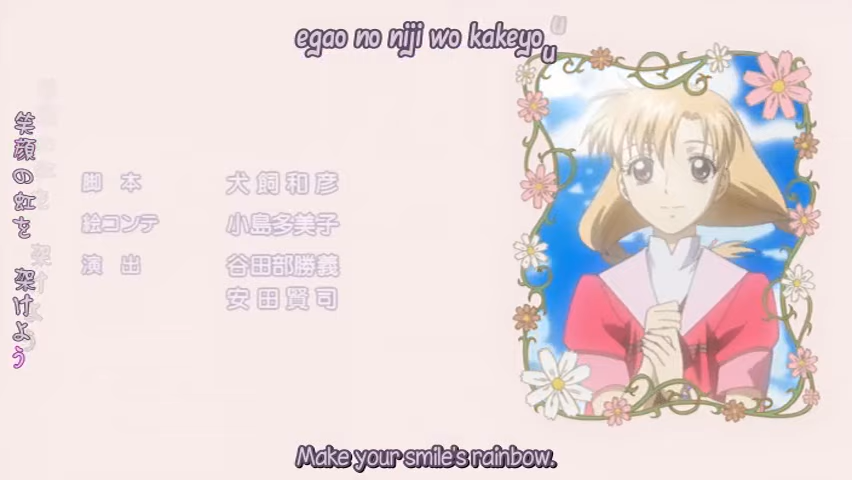 egao no niji wo kakeyo u
笑顔の虹を 架けよう
脚 本 犬飼和彦
絵コンテ 小島多美子
演 出 谷田部勝義
安田賢司
Make your smile's rainbow.